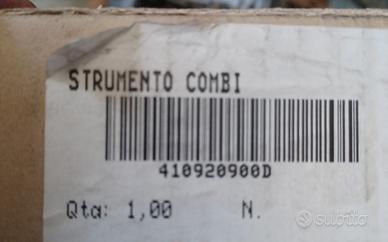 STRUMENTO COMBI
410920900D
Qta: 1,00 N.
subito